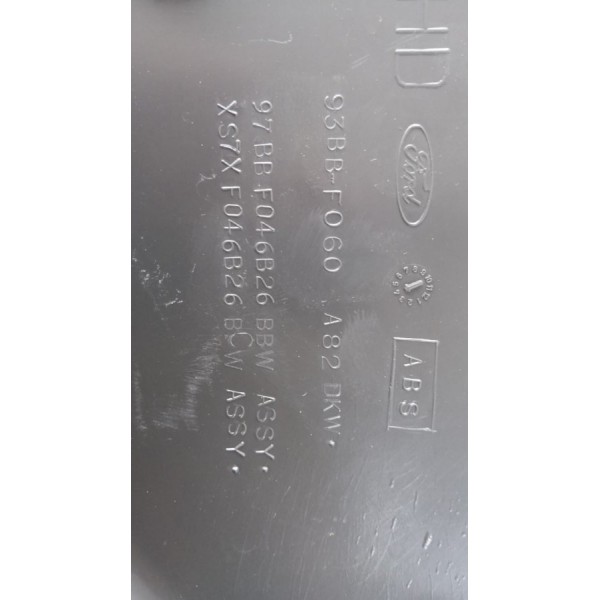 HD
Ford
ABS
93BB-F060 A82 DKW.
97BB F046B26 BBW ASSY.
XS7X F046B26 BCW ASSY.